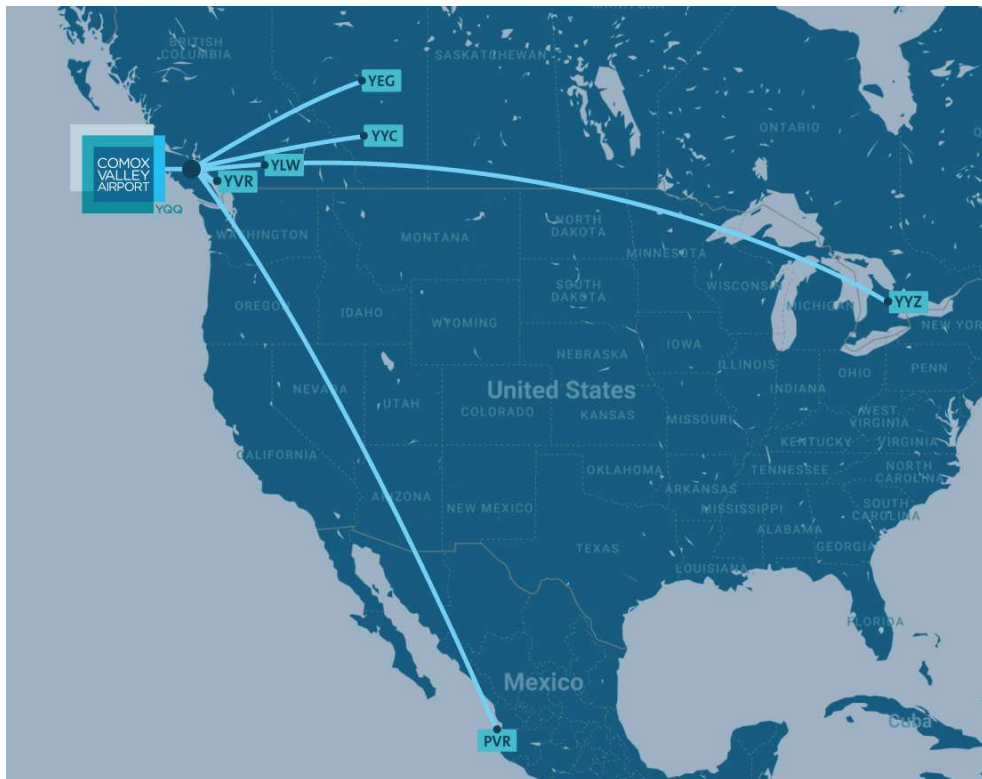 MANITOBA
BRITISH
COLUMBIA
SASKATCHEWAN
YEG
ONTARIO
YYC
COMOX
VALLEY
AIRPORT
YLW
YVR
YQQ
WASHINGTON
MONTANA
NORTH
DAKOTA
MINNESOTA
OREGON
IDAHO
SOUTH
DAKOTA
WISCONSIN
MICHIGAN
YYZ
WYOMING
NEW YOR
NEBRASKA
IOWA
ILLINOIS
INDIANA
OHIO
PENN
NEVADA
UTAH
COLORADO
United States
KANSAS
MISSOURI
WEST
VIRGINIA
KENTUCKY
VIRGINIA
CALIFORNIA
OKLAHOMA
TENNESSEE
NORTH
CAROLINA
ARIZONA
NEW MEXICO
ARKANSAS
MISSISSIPPI
SOUTH
CAROLINA
ALABAMA
TEXAS
GEORGIA
LOUISIANA
FLORIDA
Mexico
Cuba
PVR